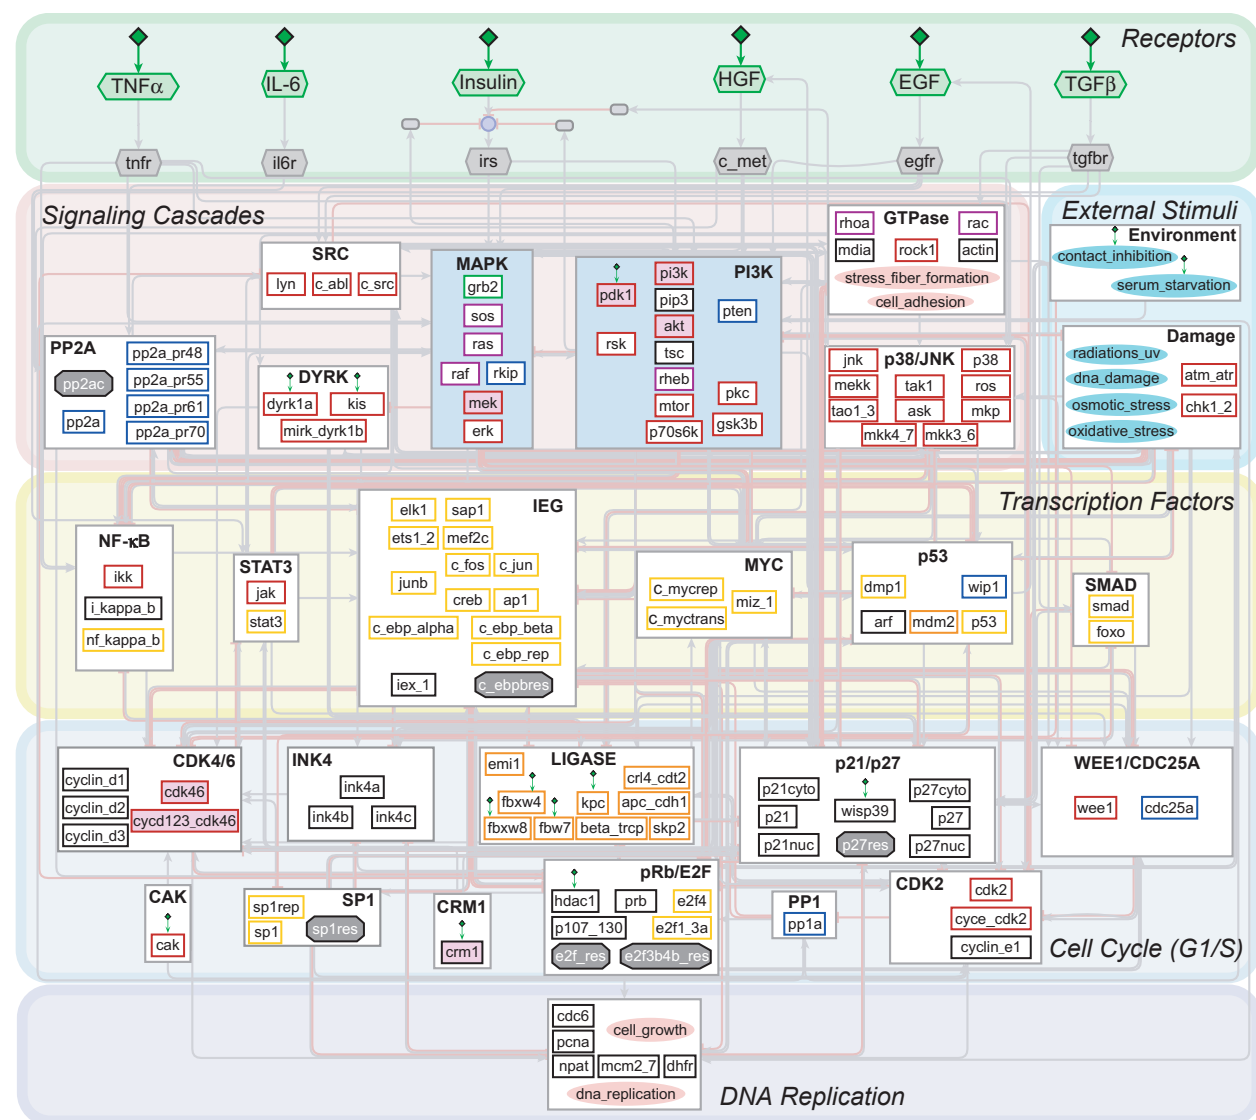 Receptors
TNFα
IL-6
Insulin
HGF
EGF
TGFβ
tnfr
il6r
irs
c_met
egfr
tgfbr
Signaling Cascades
SRC
lyn
c_abl
c_src
MAPK
grb2
sos
ras
raf
rkip
mek
erk
PI3K
pdk1
pi3k
pip3
pten
akt
rsk
tsc
rheb
mtor
pkc
p70s6k
gsk3b
GTPase
rhoa
rac
mdia
rock1
actin
stress_fiber_formation
cell_adhesion
External Stimuli
Environment
contact_inhibition
serum_starvation
PP2A
pp2a_pr48
pp2ac
pp2a_pr55
pp2a_pr61
pp2a
pp2a_pr70
DYRK
dyrk1a
kis
mirk_dyrk1b
p38/JNK
jnk
p38
mekk
tak1
ros
tao1_3
ask
mkp
mkk4_7
mkk3_6
Damage
radiations_uv
dna_damage
atm_atr
osmotic_stress
chk1_2
oxidative_stress
Transcription Factors
NF-κB
ikk
i_kappa_b
nf_kappa_b
STAT3
jak
stat3
IEG
elk1
sap1
ets1_2
mef2c
c_fos
c_jun
junb
creb
ap1
c_ebp_alpha
c_ebp_beta
c_ebp_rep
iex_1
c_ebpbres
MYC
c_mycrep
miz_1
c_myctrans
p53
dmp1
wip1
arf
mdm2
p53
SMAD
smad
foxo
CDK4/6
cyclin_d1
cdk46
cyclin_d2
cycd123_cdk46
cyclin_d3
INK4
ink4a
ink4b
ink4c
LIGASE
emi1
crl4_cdt2
fbxw4
kpc
apc_cdh1
fbxw8
fbw7
beta_trcp
skp2
p21/p27
p21cyto
p27cyto
wisp39
p21
p27
p21nuc
p27res
p27nuc
WEE1/CDC25A
wee1
cdc25a
CAK
cak
SP1
sp1rep
sp1
sp1res
CRM1
crm1
pRb/E2F
hdac1
prb
e2f4
p107_130
e2f1_3a
e2f_res
e2f3b4b_res
PP1
pp1a
CDK2
cdk2
cyce_cdk2
cyclin_e1
Cell Cycle (G1/S)
cdc6
cell_growth
pcna
npat
mcm2_7
dhfr
dna_replication
DNA Replication